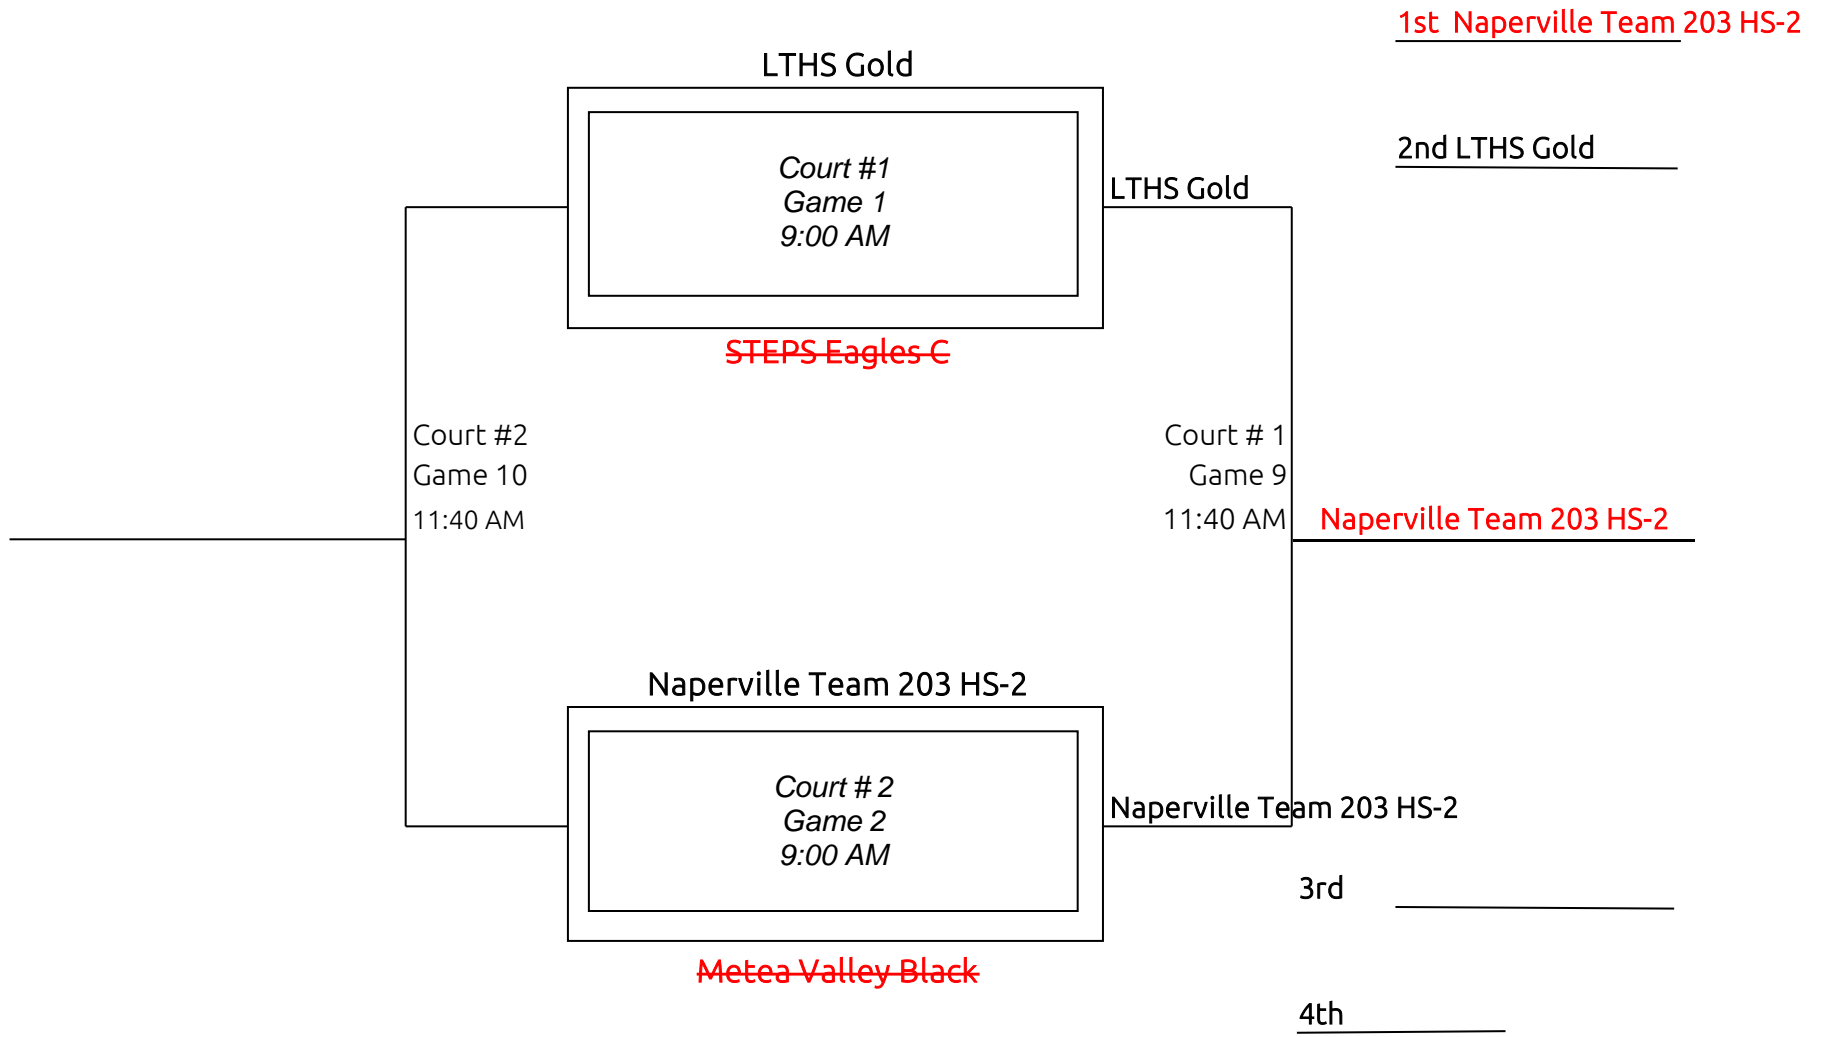 1st  Naperville Team 203 HS-2
LTHS Gold
2nd LTHS Gold
Court #1
Game 1
9:00 AM
LTHS Gold
STEPS Eagles C
Court #2
Game 10
11:40 AM
Court # 1
Game 9
11:40 AM
Naperville Team 203 HS-2
Naperville Team 203 HS-2
Court # 2
Game 2
9:00 AM
Naperville Team 203 HS-2
3rd
Metea Valley Black
4th